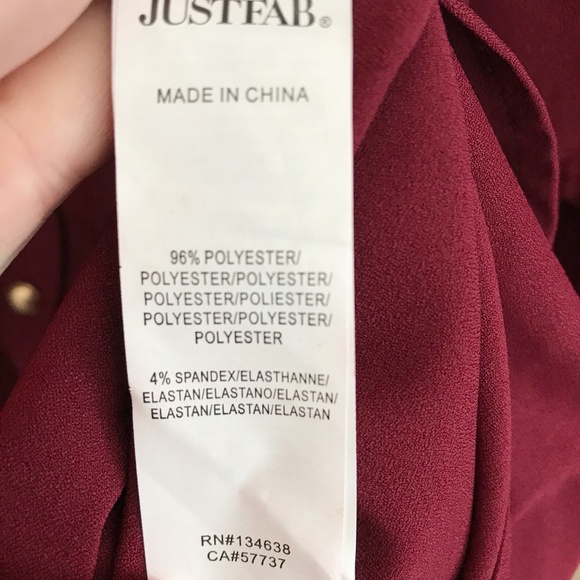 JUSTFAB®
MADE IN CHINA
96% POLYESTER/
POLYESTER/POLYESTER/
POLYESTER/POLIESTER/
POLYESTER/POLYESTER/
POLYESTER
4% SPANDEX/ELASTHANNE/
ELASTAN/ELASTANO/ELASTAN/
ELASTAN/ELASTAN/ELASTAN
RN#134638
CA#57737